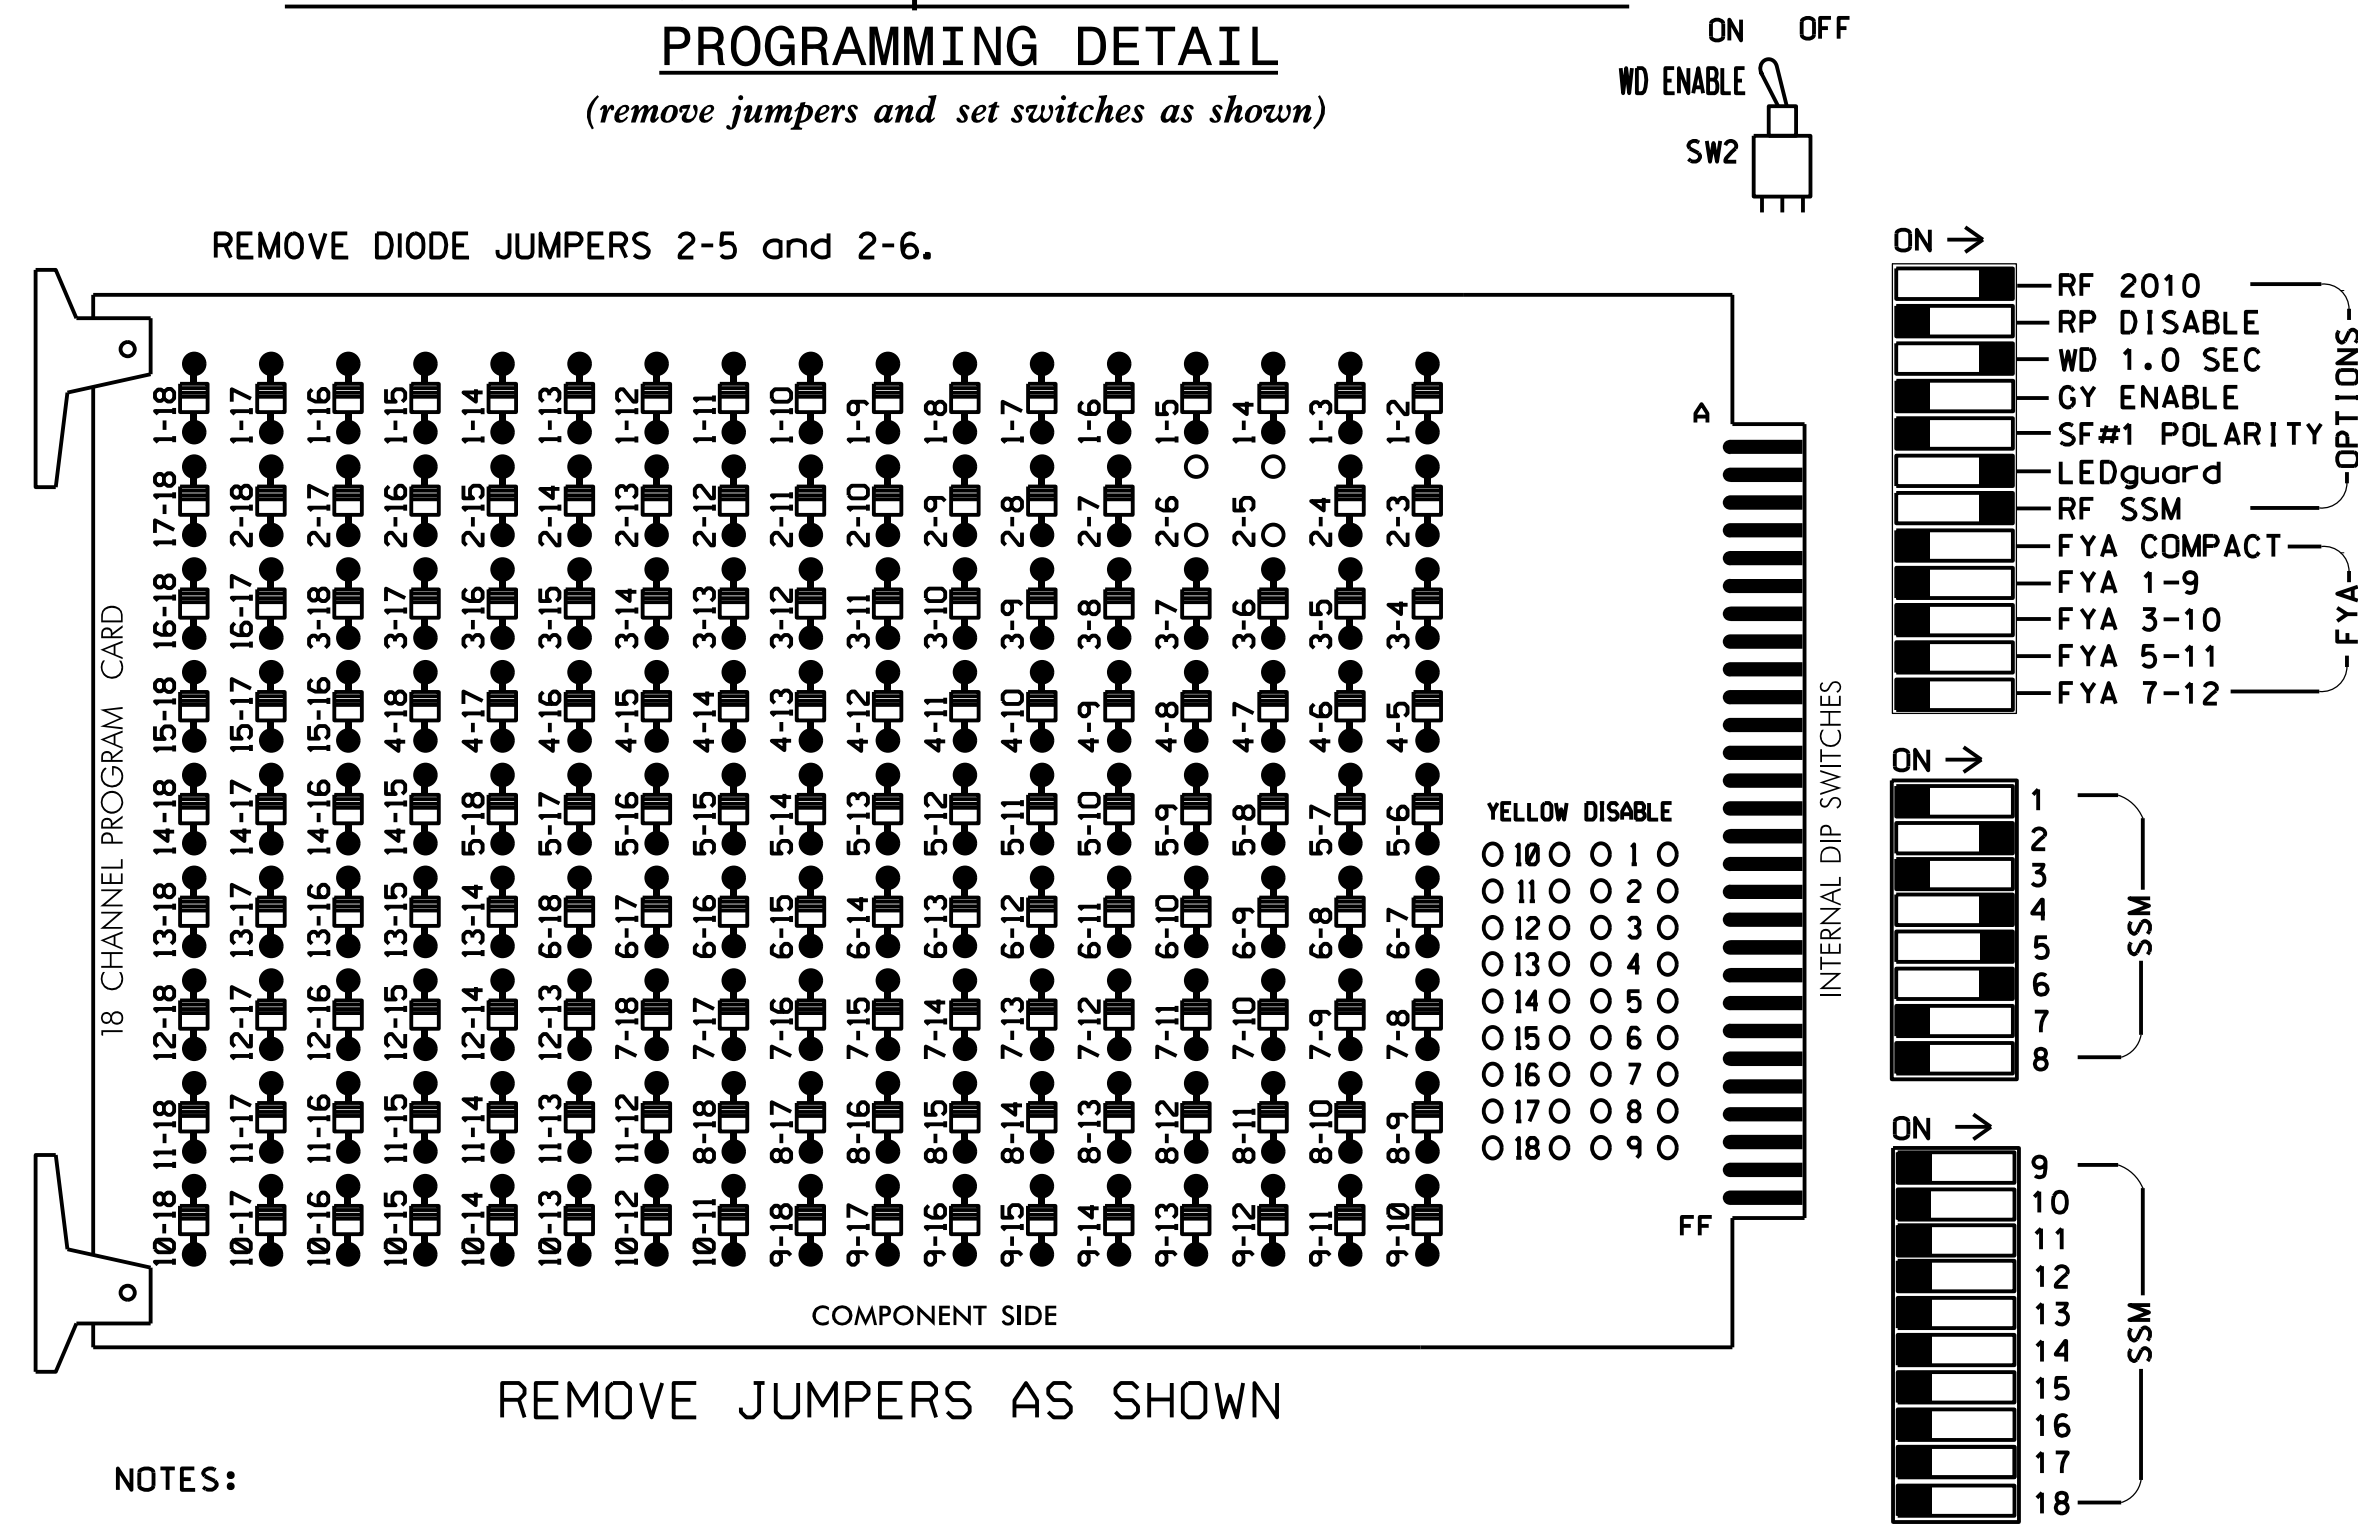 PROGRAMMING DETAIL
(remove jumpers and set switches as shown)
ON OFF
WD ENABLE
SW2
REMOVE DIODE JUMPERS 2-5 and 2-6.
18 CHANNEL PROGRAM CARD
1-18 1-17 1-16 1-15 1-14 1-13 1-12 1-11 1-10 1-9 1-8 1-7 1-6 1-5 1-4 1-3 1-2
17-18 2-18 2-17 2-16 2-15 2-14 2-13 2-12 2-11 2-10 2-9 2-8 2-7 2-6 2-5 2-4 2-3
16-18 16-17 3-18 3-17 3-16 3-15 3-14 3-13 3-12 3-11 3-10 3-9 3-8 3-7 3-6 3-5 3-4
15-18 15-17 15-16 4-18 4-17 4-16 4-15 4-14 4-13 4-12 4-11 4-10 4-9 4-8 4-7 4-6 4-5
14-18 14-17 14-16 14-15 5-18 5-17 5-16 5-15 5-14 5-13 5-12 5-11 5-10 5-9 5-8 5-7 5-6
13-18 13-17 13-16 13-15 13-14 6-18 6-17 6-16 6-15 6-14 6-13 6-12 6-11 6-10 6-9 6-8 6-7
12-18 12-17 12-16 12-15 12-14 12-13 7-18 7-17 7-16 7-15 7-14 7-13 7-12 7-11 7-10 7-9 7-8
11-18 11-17 11-16 11-15 11-14 11-13 11-12 8-18 8-17 8-16 8-15 8-14 8-13 8-12 8-11 8-10 8-9
10-18 10-17 10-16 10-15 10-14 10-13 10-12 10-11 9-18 9-17 9-16 9-15 9-14 9-13 9-12 9-11 9-10
A
YELLOW DISABLE
10 1
11 2
12 3
13 4
14 5
15 6
16 7
17 8
18 9
FF
COMPONENT SIDE
REMOVE JUMPERS AS SHOWN
NOTES:
INTERNAL DIP SWITCHES
ON
RF 2010
RP DISABLE
WD 1.0 SEC
GY ENABLE
SF#1 POLARITY
LEDguard
RF SSM
OPTIONS
FYA COMPACT
FYA 1-9
FYA 3-10
FYA 5-11
FYA 7-12
FYA
ON
1
2
3
4
5
6
7
8
SSM
ON
9
10
11
12
13
14
15
16
17
18
SSM